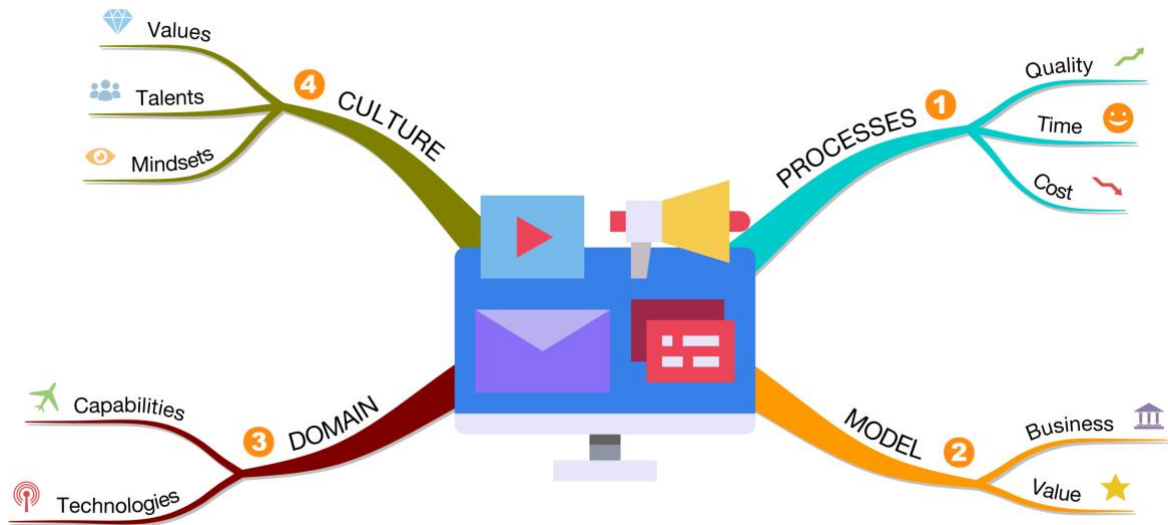 PROCESSES 1
Quality
Time
Cost
MODEL 2
Business
Value
3 DOMAIN
Capabilities
Technologies
4 CULTURE
Values
Talents
Mindsets